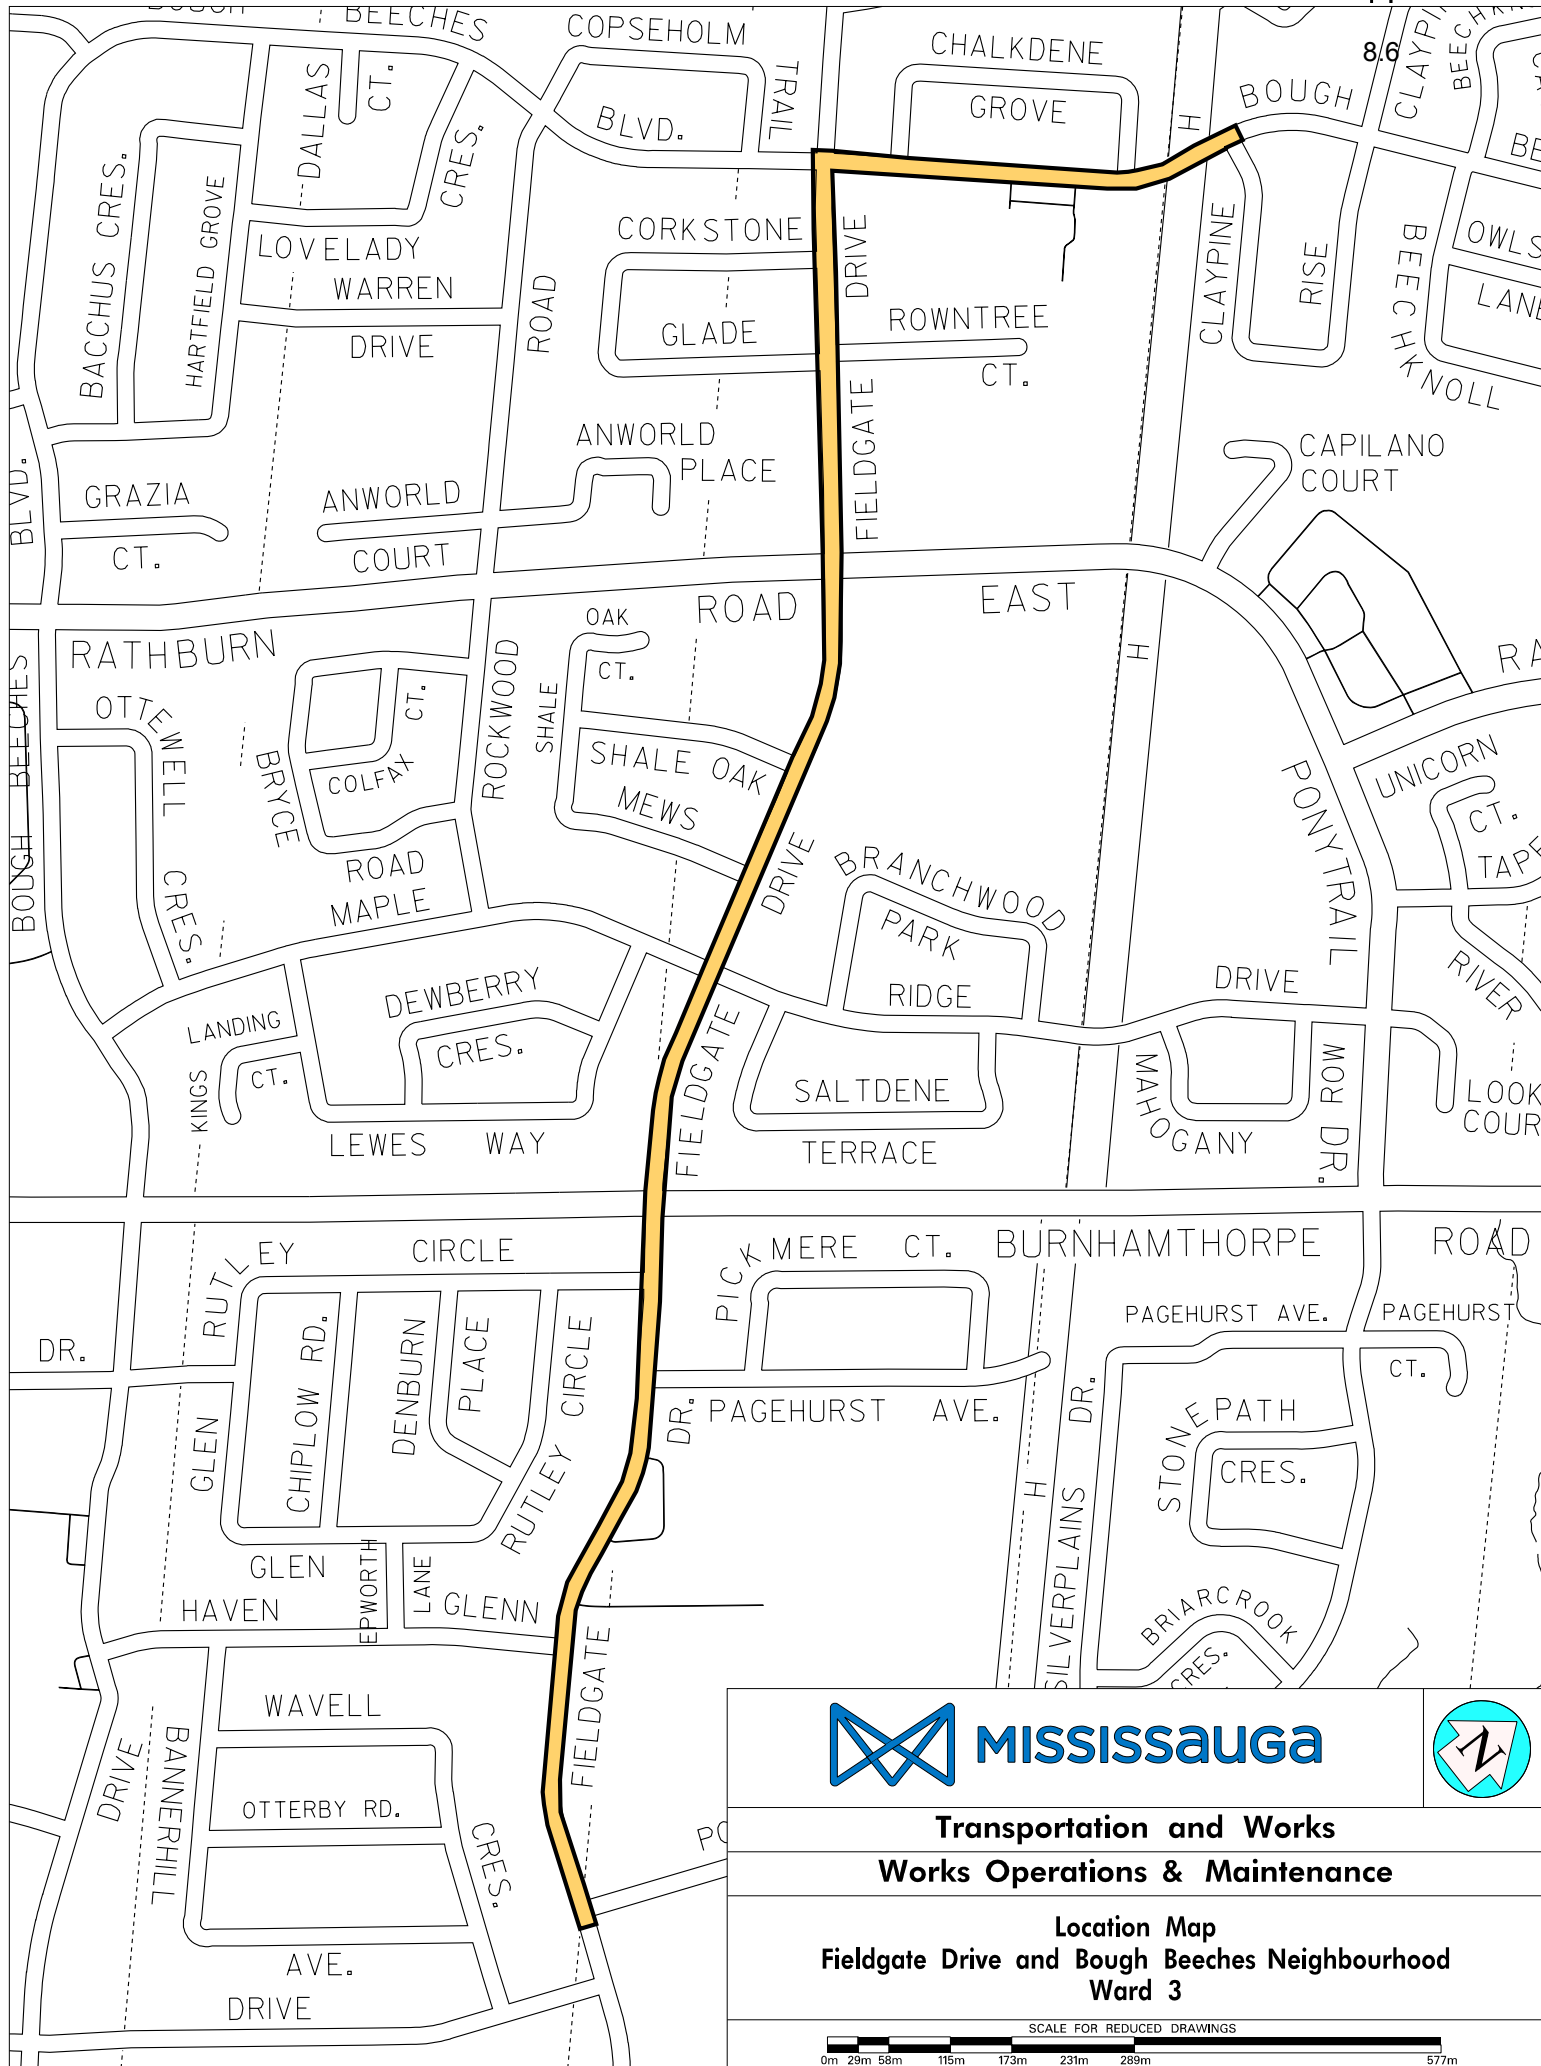 8.6
BEECHES
COPSEHOLM
TRAIL
CHALKDENE
GROVE
BOUGH
BLVD.
DALLAS
CT.
CRES.
BACCHUS CRES.
HARTFIELD GROVE
LOVELADY
WARREN
DRIVE
ROAD
CORKSTONE
GLADE
DRIVE
ROWNTREE
CT.
FIELDGATE
H
CLAYPINE
RISE
BEECHKNOLL
OWLS
LANE
ANWORLD
PLACE
CAPILANO
COURT
BLVD.
GRAZIA
CT.
ANWORLD
COURT
RATHBURN
ROAD
EAST
H
OAK
CT.
SHALE
SHALE OAK
MEWS
ROCKWOOD
OTTEWELL
CRES.
BRYCE
CT.
COLFAX
ROAD
MAPLE
BOUGH BEECHES
UNICORN
CT.
PONYTRAIL
DRIVE
BRANCHWOOD
PARK
RIDGE
DRIVE
RIVER
DEWBERRY
CRES.
LANDING
CT.
KINGS
LEWES WAY
FIELDGATE
SALTDENE
TERRACE
MAHOGANY
ROW DR.
LOOK
COUR
BURNHAMTHORPE ROAD
RUTLEY CIRCLE
PICKMERE CT.
DR.
GLEN
CHIPLOW RD.
DENBURN
PLACE
RUTLEY CIRCLE
DR.
PAGEHURST AVE.
PAGEHURST AVE.
PAGEHURST
CT.
STONEPATH
CRES.
H
SILVERPLAINS DR.
BRIARCROOK
CRES.
GLEN
HAVEN
EPWORTH
LANE
GLENN
FIELDGATE
WAVELL
OTTERBY RD.
CRES.
BANNERHILL
DRIVE
AVE.
DRIVE
MISSISSauGa
N
Transportation and Works
Works Operations & Maintenance
Location Map
Fieldgate Drive and Bough Beeches Neighbourhood
Ward 3
SCALE FOR REDUCED DRAWINGS
0m 29m 58m 115m 173m 231m 289m 577m